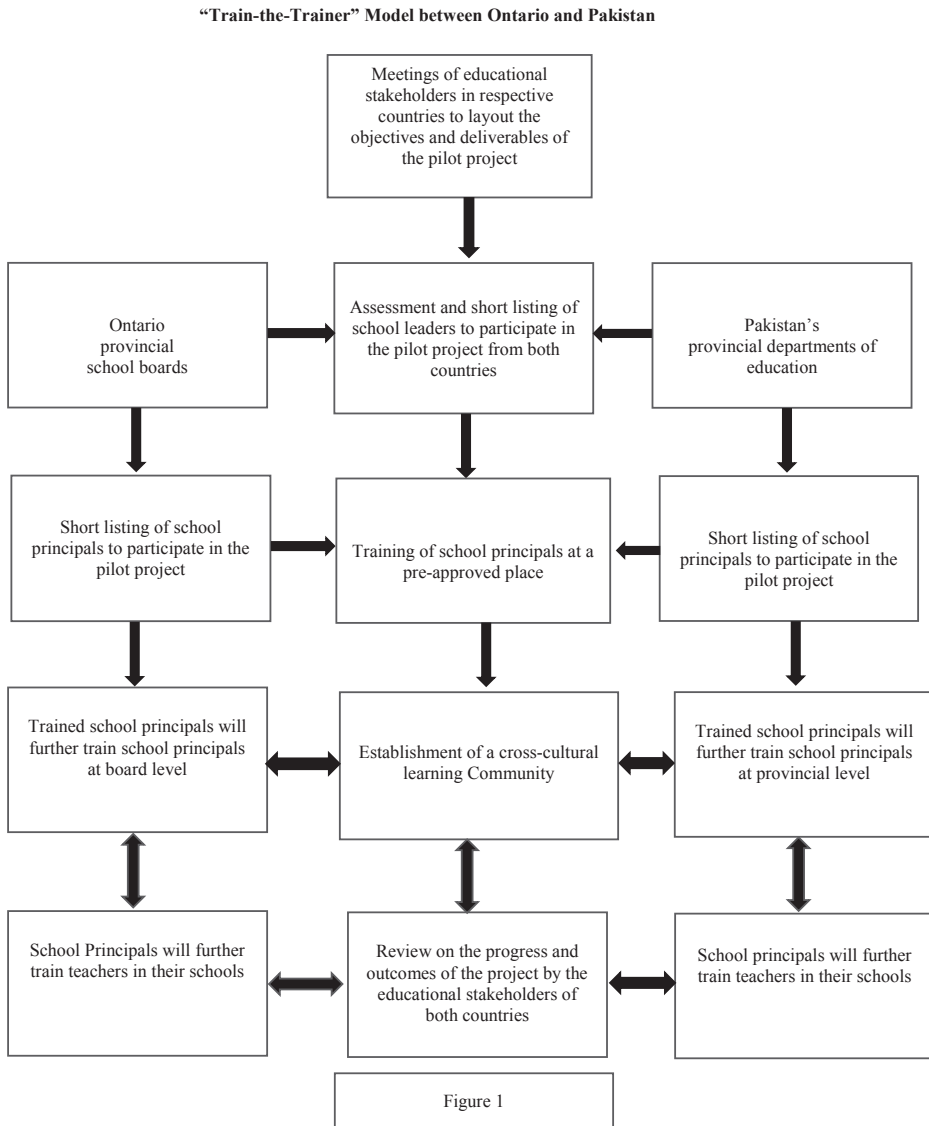 “Train-the-Trainer” Model between Ontario and Pakistan
Meetings of educational
stakeholders in respective
countries to layout the
objectives and deliverables of
the pilot project
Ontario
provincial
school boards
Assessment and short listing of
school leaders to participate in
the pilot project from both
countries
Pakistan’s
provincial departments of
education
Short listing of school
principals to participate in the
pilot project
Training of school principals at a
pre-approved place
Short listing of school
principals to participate in the
pilot project
Trained school principals will
further train school principals
at board level
Establishment of a cross-cultural
learning Community
Trained school principals will
further train school principals
at provincial level
School Principals will further
train teachers in their schools
Review on the progress and
outcomes of the project by the
educational stakeholders of
both countries
School principals will further
train teachers in their schools
Figure 1